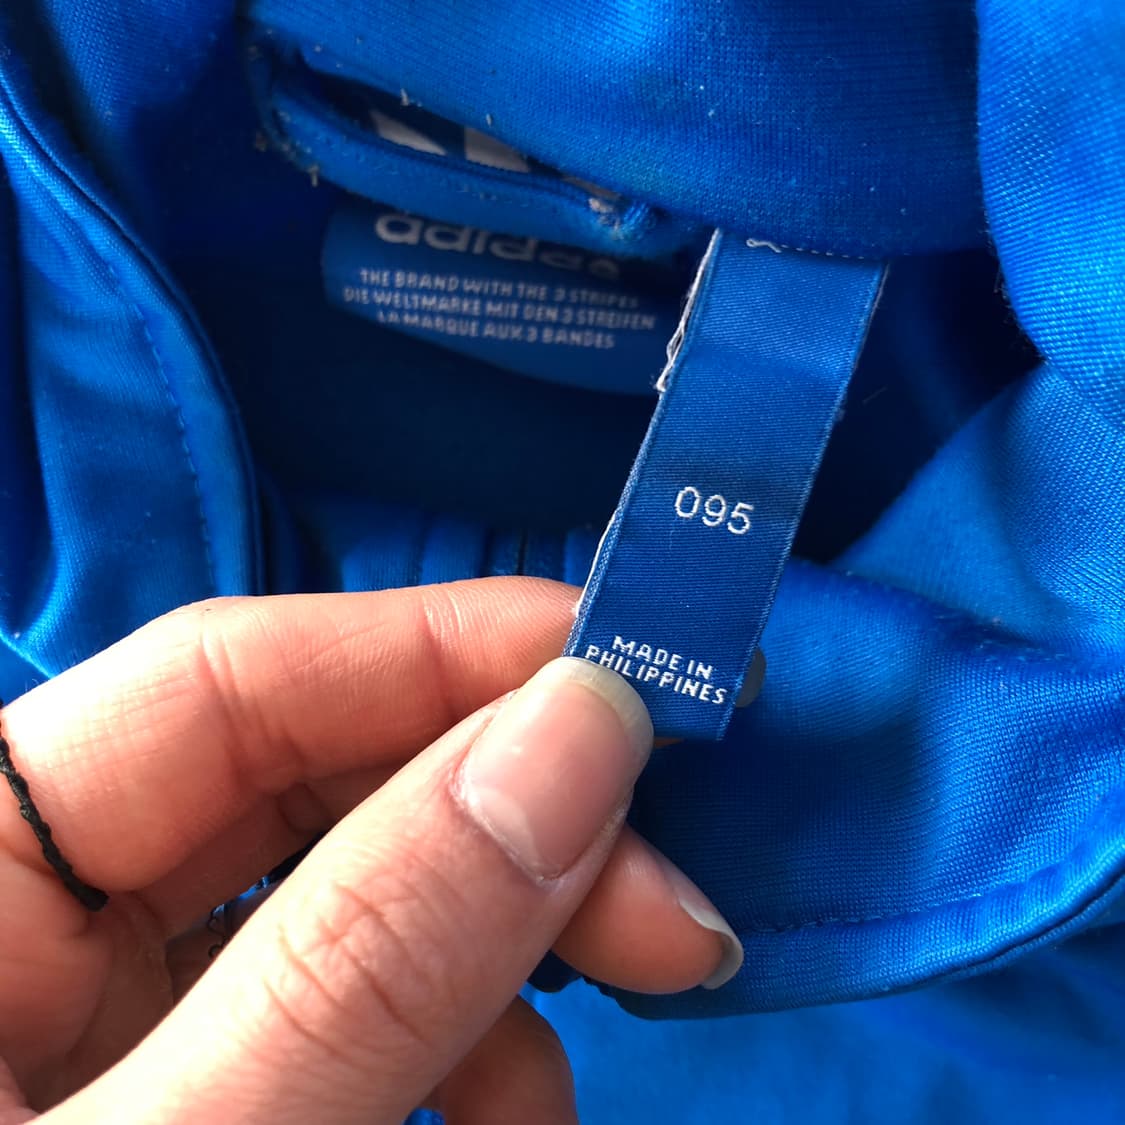 adidas
THE BRAND WITH THE 3 STRIPES
DIE WELTMARKE MIT DEN 3 STREIFEN
LA MARQUE AUX 3 BANDES
095
MADE IN
PHILIPPINES